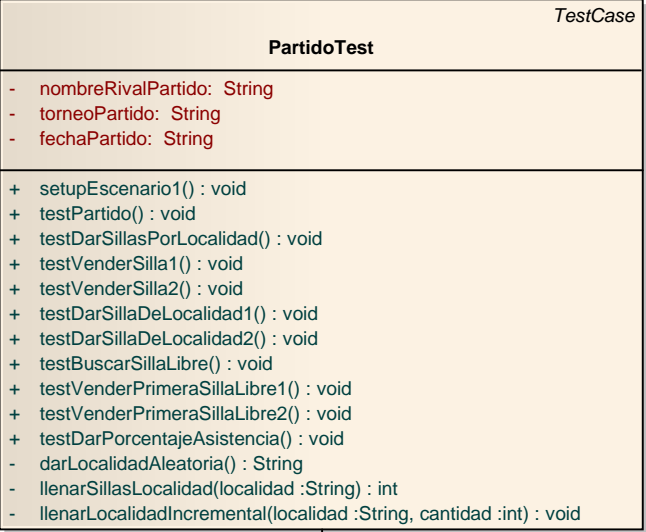 TestCase
PartidoTest
- nombreRivalPartido: String
- torneoPartido: String
- fechaPartido: String
+ setupEscenario1() : void
+ testPartido() : void
+ testDarSillasPorLocalidad() : void
+ testVenderSilla1() : void
+ testVenderSilla2() : void
+ testDarSillaDeLocalidad1() : void
+ testDarSillaDeLocalidad2() : void
+ testBuscarSillaLibre() : void
+ testVenderPrimeraSillaLibre1() : void
+ testVenderPrimeraSillaLibre2() : void
+ testDarPorcentajeAsistencia() : void
- darLocalidadAleatoria() : String
- llenarSillasLocalidad(localidad :String) : int
- llenarLocalidadIncremental(localidad :String, cantidad :int) : void